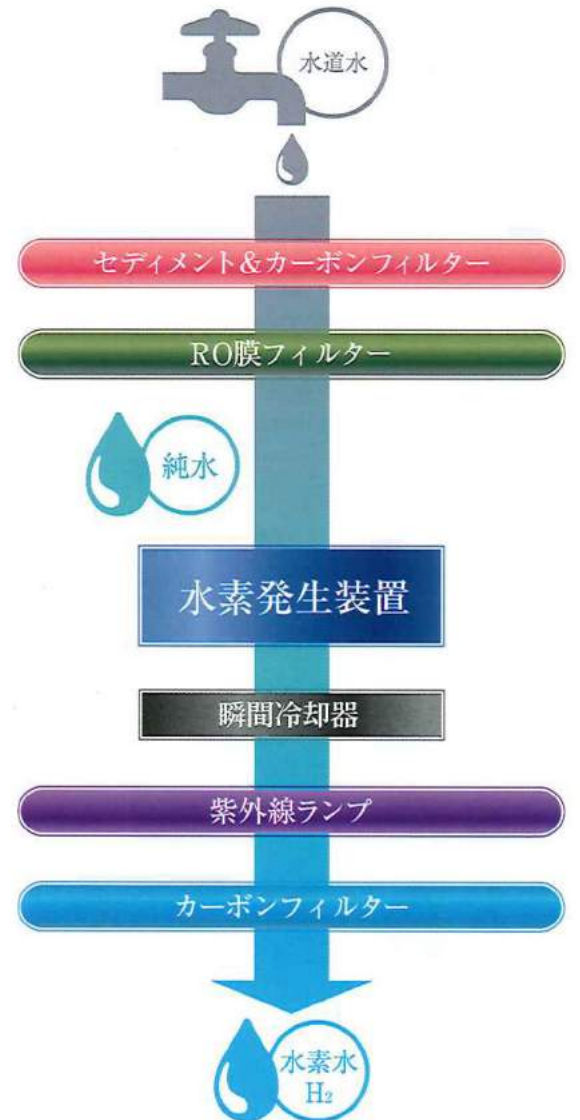 水道水
セディメント&カーボンフィルター
RO膜フィルター
純水
水素発生装置
瞬間冷却器
紫外線ランプ
カーボンフィルター
水素水
H₂